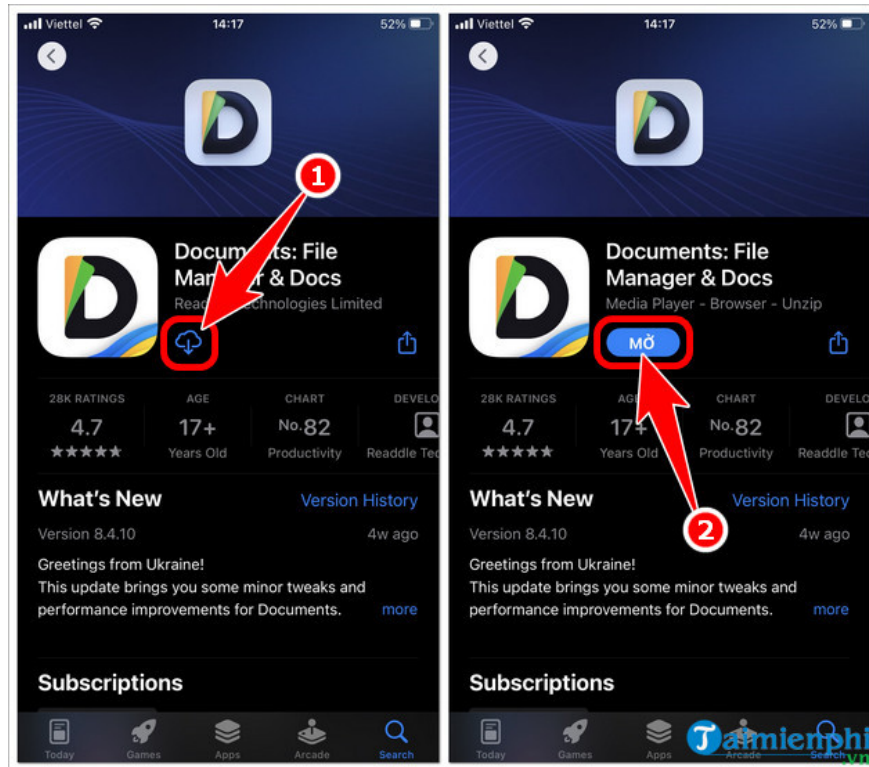 Viettel 14:17 52%
1
Documents: File
Manager & Docs
Technologies Limited
28K RATINGS AGE CHART DEVELO
4.7 17+ No.82
★★★★★ Years Old Productivity Readdle Tec
What's New Version History
Version 8.4.10 4w ago
Greetings from Ukraine!
This update brings you some minor tweaks and
performance improvements for Documents. more
Subscriptions
Today Games Apps Arcade Search
Viettel 14:17 52%
Documents: File
Manager & Docs
Media Player - Browser - Unzip
MỞ
28K RATINGS AGE CHART DEVELO
4.7 17+ No.82
★★★★★ Years Old Productivity Readdle Tec
What's New Version History
2
Version 8.4.10 4w ago
Greetings from Ukraine!
This update brings you some minor tweaks and
performance improvements for Documents. more
Subscriptions
Today Games Apps Arcade Search
Taimienphi
.vn